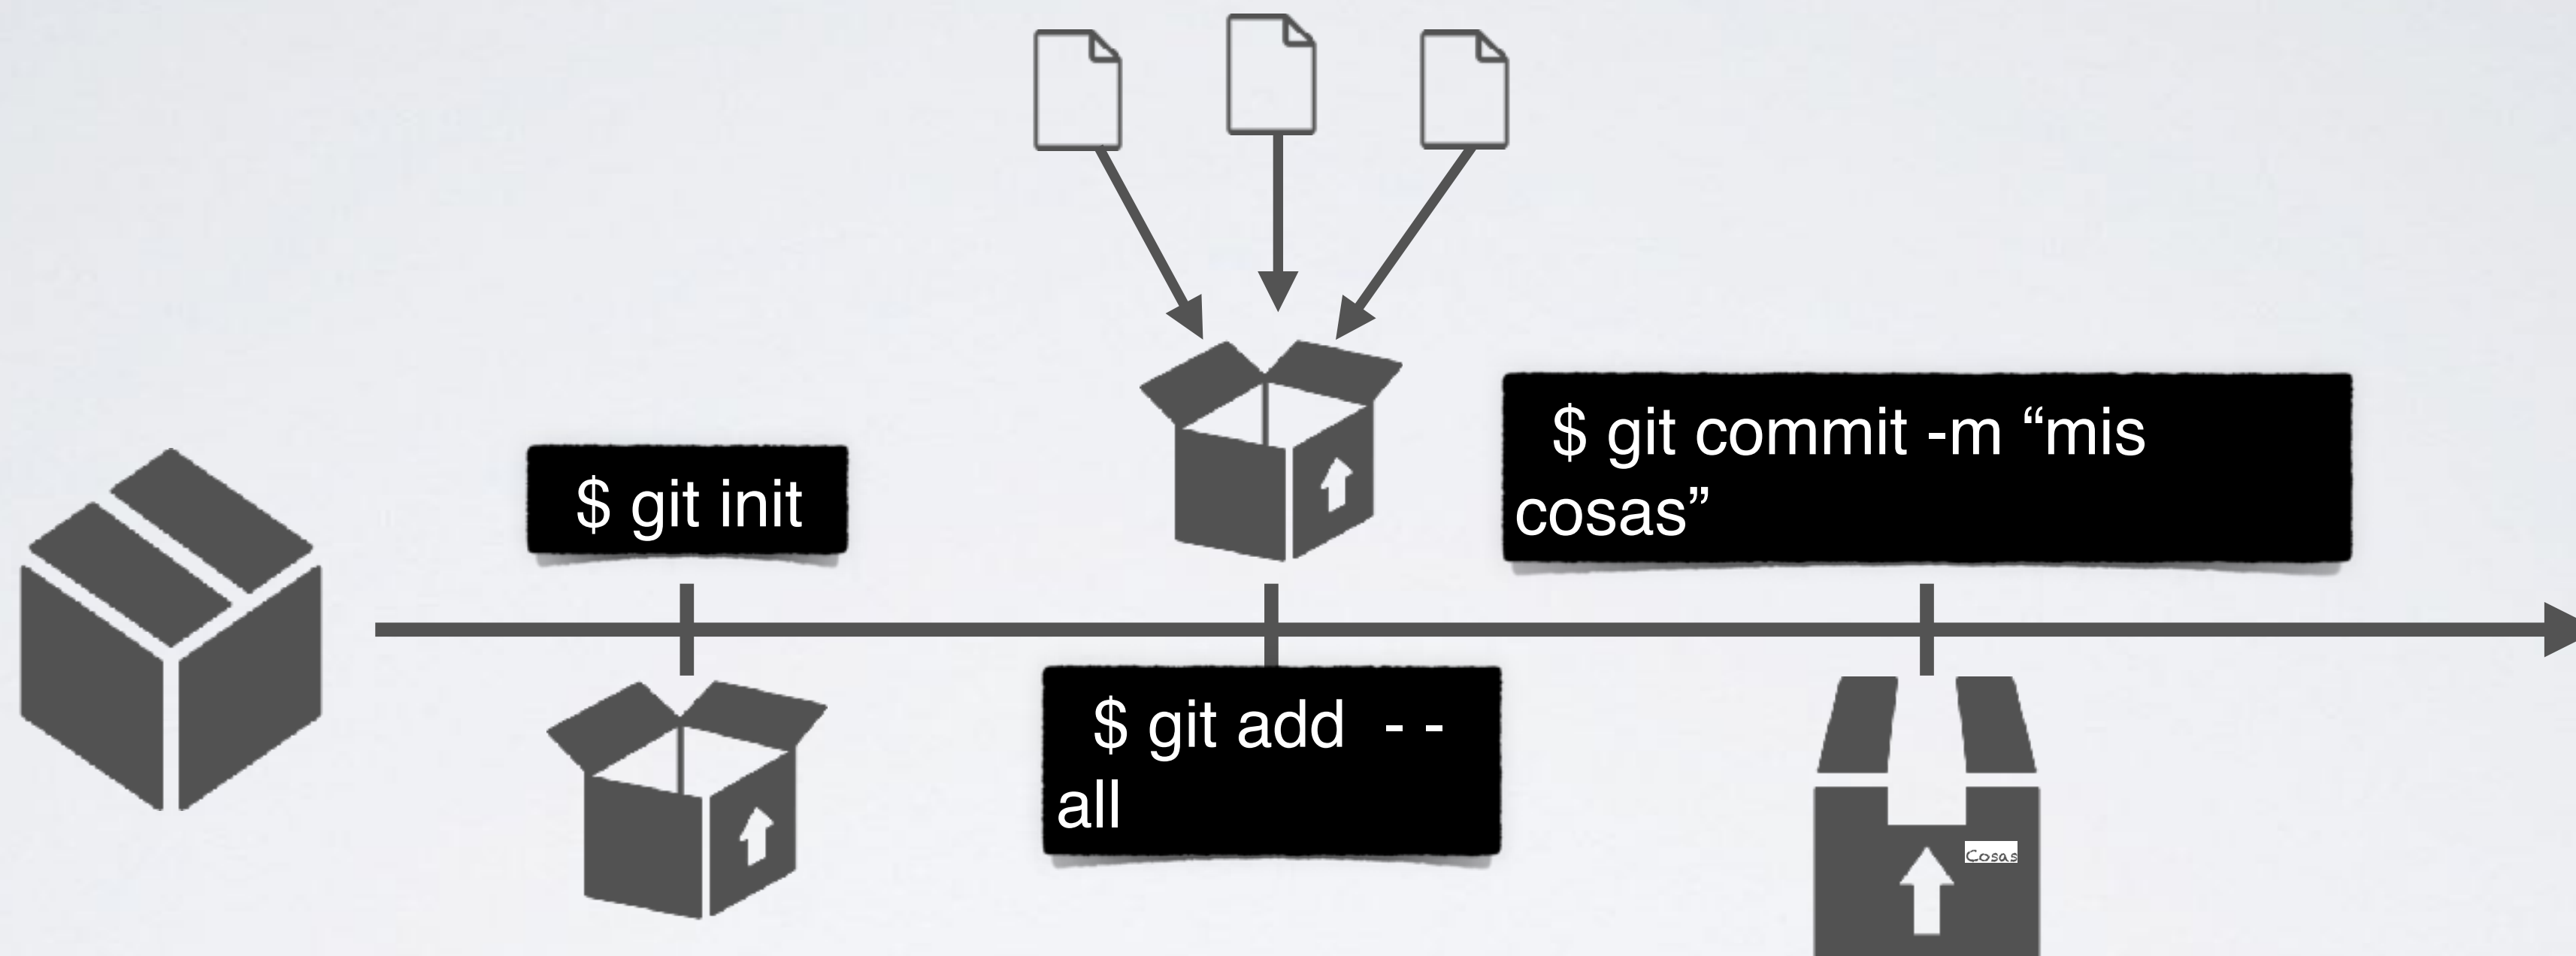 $ git init
$ git add - -
all
$ git commit -m “mis
cosas”
Cosas